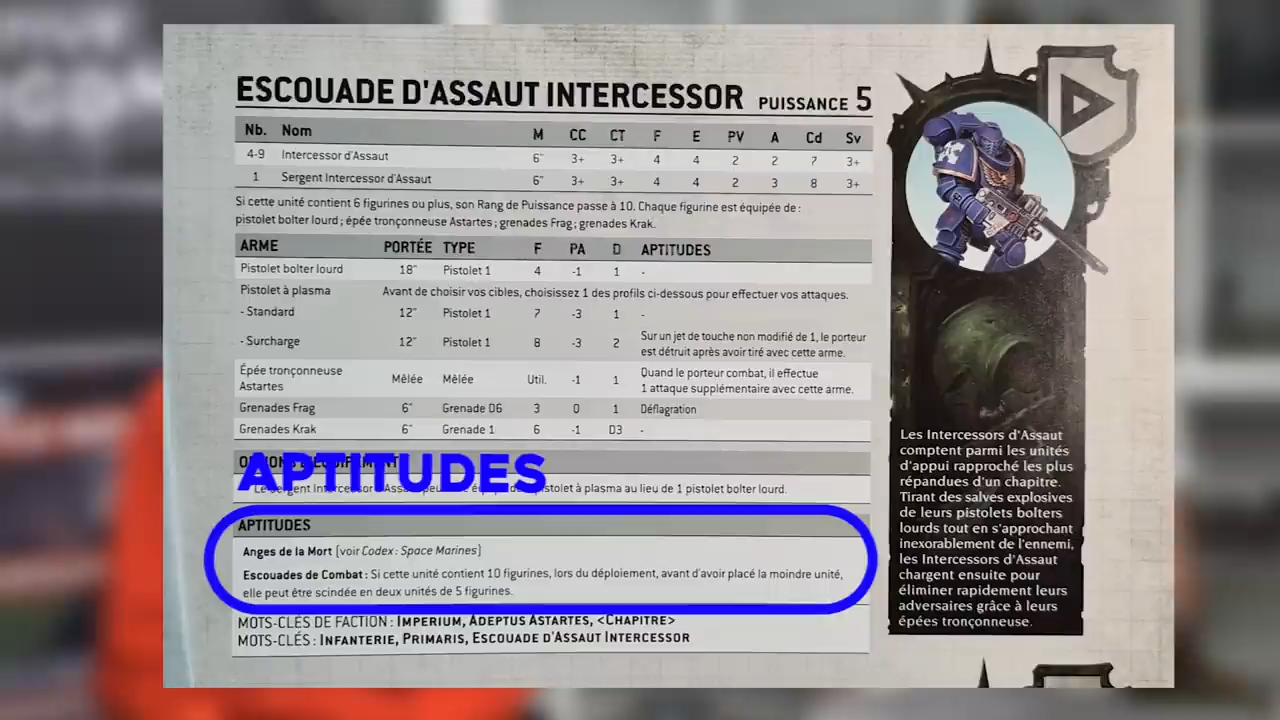 ESCOUADE D'ASSAUT INTERCESSOR PUISSANCE 5
Nb. Nom M CC CT F E PV A Cd Sv
4-9 Intercessor d'Assaut 6" 3+ 3+ 4 4 2 2 7 3+
1 Sergent Intercessor d'Assaut 6" 3+ 3+ 4 4 2 3 8 3+
Si cette unité contient 6 figurines ou plus, son Rang de Puissance passe à 10. Chaque figurine est équipée de :
pistolet bolter lourd ; épée tronçonneuse Astartes ; grenades Frag ; grenades Krak.
ARME PORTÉE TYPE F PA D APTITUDES
Pistolet bolter lourd 18" Pistolet 1 4 -1 1 -
Pistolet à plasma Avant de choisir vos cibles, choisissez 1 des profils ci-dessous pour effectuer vos attaques.
- Standard 12" Pistolet 1 7 -3 1 -
- Surcharge 12" Pistolet 1 8 -3 2 Sur un jet de touche non modifié de 1, le porteur
est détruit après avoir tiré avec cette arme.
Épée tronçonneuse
Astartes Mêlée Mêlée Util. -1 1 Quand le porteur combat, il effectue
1 attaque supplémentaire avec cette arme.
Grenades Frag 6" Grenade D6 3 0 1 Déflagration
Grenades Krak 6" Grenade 1 6 -1 D3 -
APTITUDES
pistolet à plasma au lieu de 1 pistolet bolter lourd.
APTITUDES
Anges de la Mort (voir Codex : Space Marines)
Escouades de Combat : Si cette unité contient 10 figurines, lors du déploiement, avant d'avoir placé la moindre unité,
elle peut être scindée en deux unités de 5 figurines.
MOTS-CLÉS DE FACTION : IMPERIUM, ADEPTUS ASTARTES, <CHAPITRE>
MOTS-CLÉS : INFANTERIE, PRIMARIS, ESCOUADE D'ASSAUT INTERCESSOR
Les Intercessors d'Assaut
comptent parmi les unités
d'appui rapproché les plus
répandues d'un chapitre.
Tirant des salves explosives
de leurs pistolets bolters
lourds tout en s'approchant
inexorablement de l'ennemi,
les Intercessors d'Assaut
chargent ensuite pour
éliminer rapidement leurs
adversaires grâce à leurs
épées tronçonneuse.